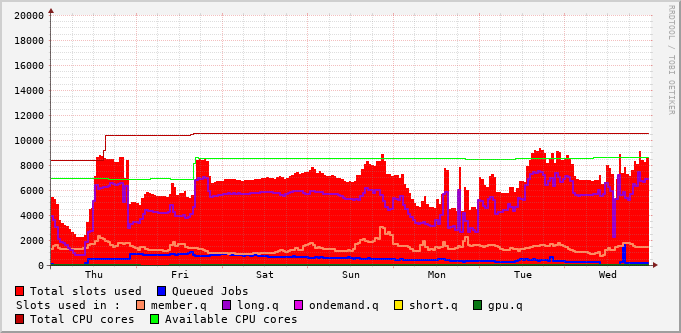 20000
18000
16000
14000
12000
10000
8000
6000
4000
2000
0
Thu Fri Sat Sun Mon Tue Wed
Total slots used Queued Jobs
Slots used in : member.q long.q ondemand.q short.q gpu.q
Total CPU cores Available CPU cores
RRDTOOL / TOBI OETIKER